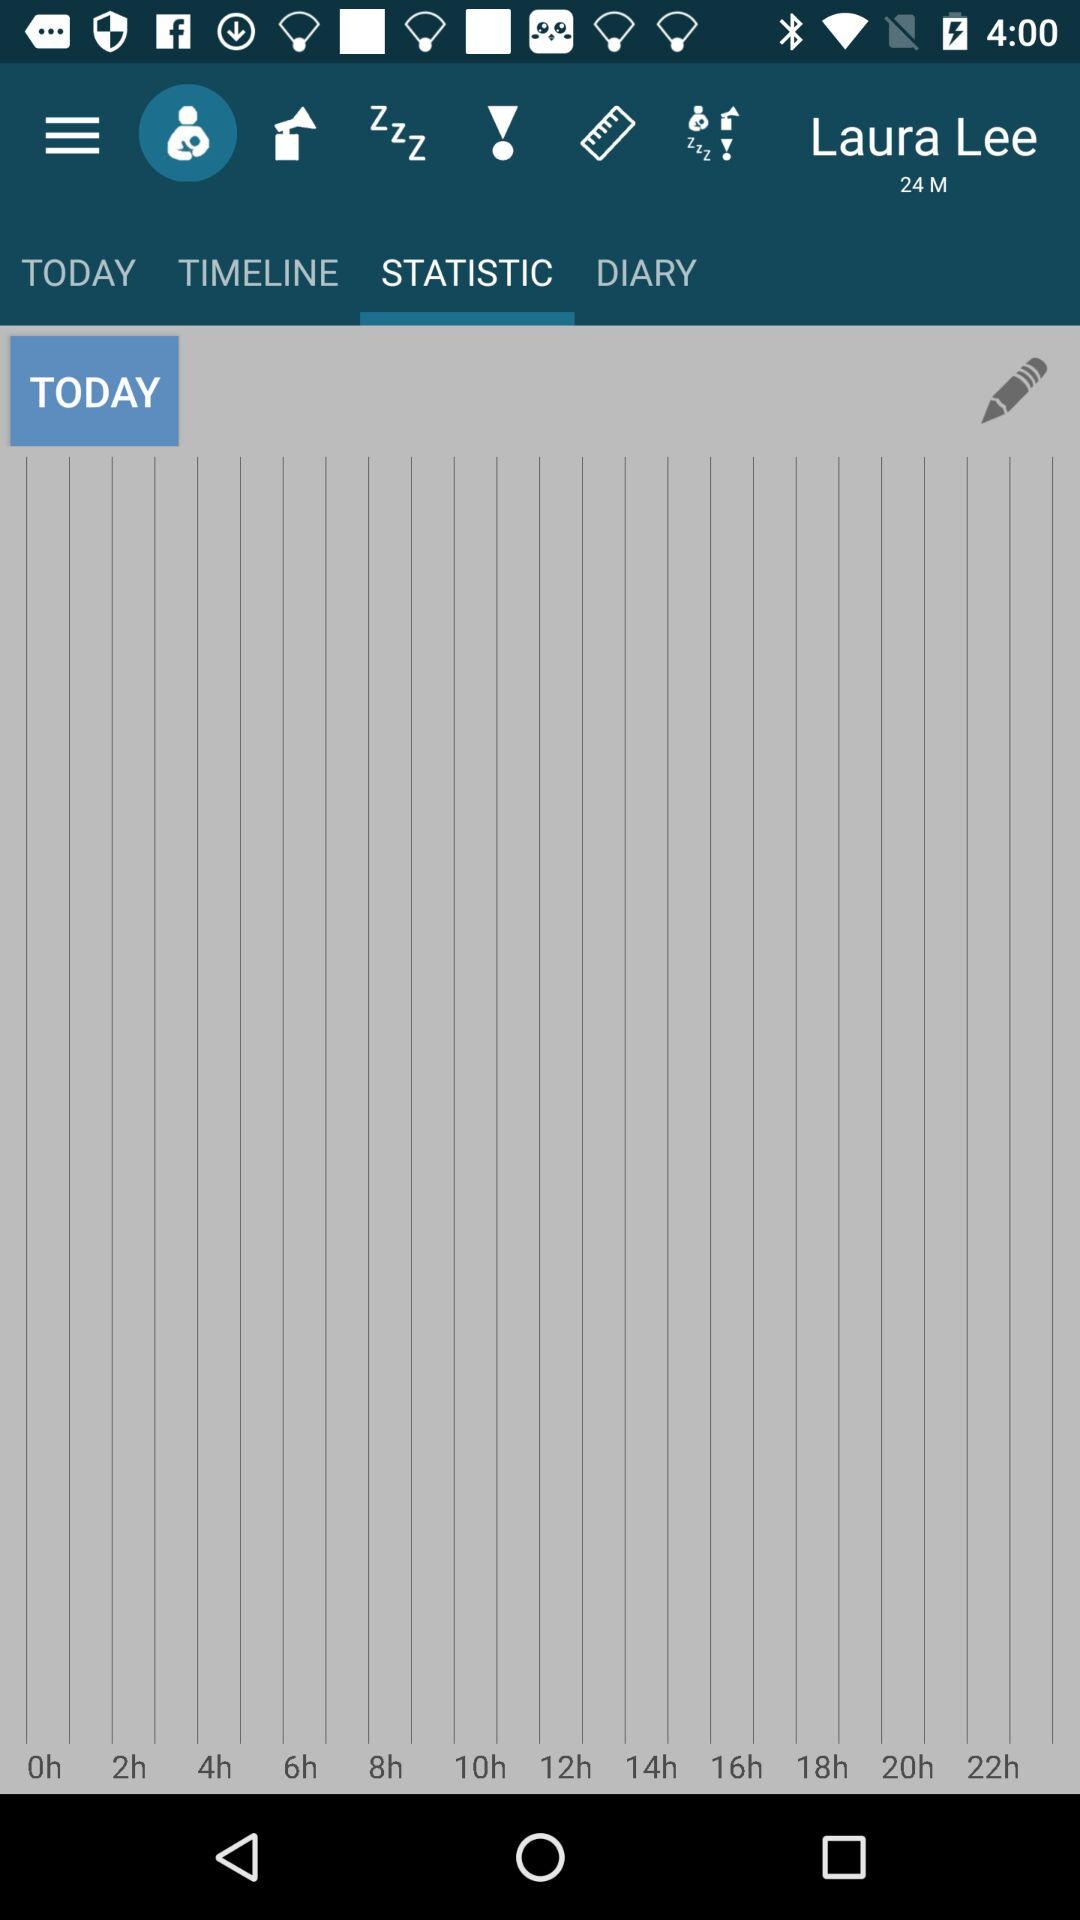 4:00
Laura Lee
24 M
TODAY TIMELINE STATISTIC DIARY
TODAY
0h 2h 4h 6h 8h 10h 12h 14h 16h 18h 20h 22h